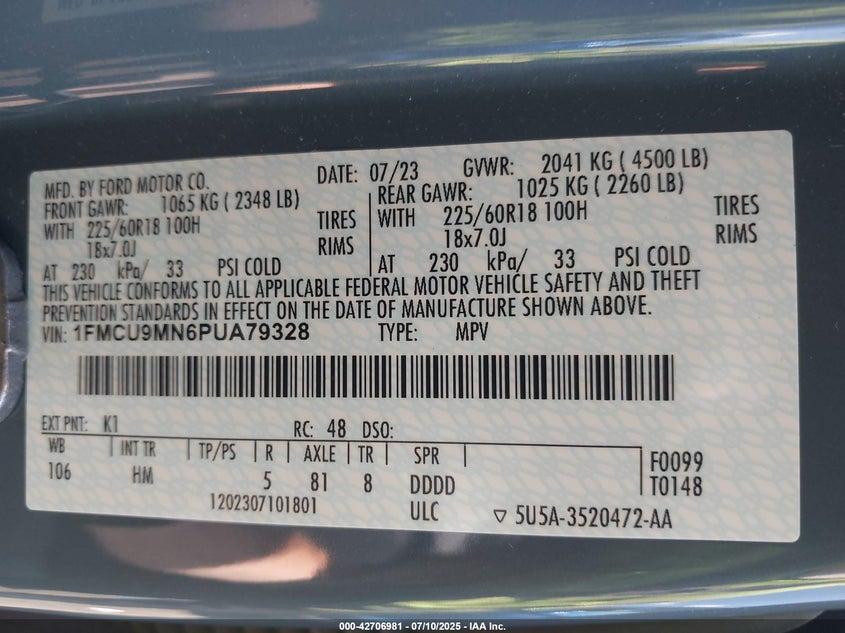 MFD. BY FORD MOTOR CO. DATE: 07/23 GVWR: 2041 KG ( 4500 LB)
FRONT GAWR: 1065 KG ( 2348 LB) REAR GAWR: 1025 KG ( 2260 LB)
WITH 225/60R18 100H TIRES WITH 225/60R18 100H TIRES
18x7.0J RIMS 18x7.0J RIMS
AT 230 kPa/ 33 PSI COLD AT 230 kPa/ 33 PSI COLD
THIS VEHICLE CONFORMS TO ALL APPLICABLE FEDERAL MOTOR VEHICLE SAFETY AND THEFT
PREVENTION STANDARDS IN EFFECT ON THE DATE OF MANUFACTURE SHOWN ABOVE.
VIN: 1FMCU9MN6PUA79328 TYPE: MPV
EXT PNT: K1 RC: 48 DSO:
WB INT TR TP/PS R AXLE TR SPR F0099
106 HM 5 81 8 DDDD T0148
1202307101801 ULC 5U5A-3520472-AA
000-42706981 - 07/10/2025 - IAA Inc.